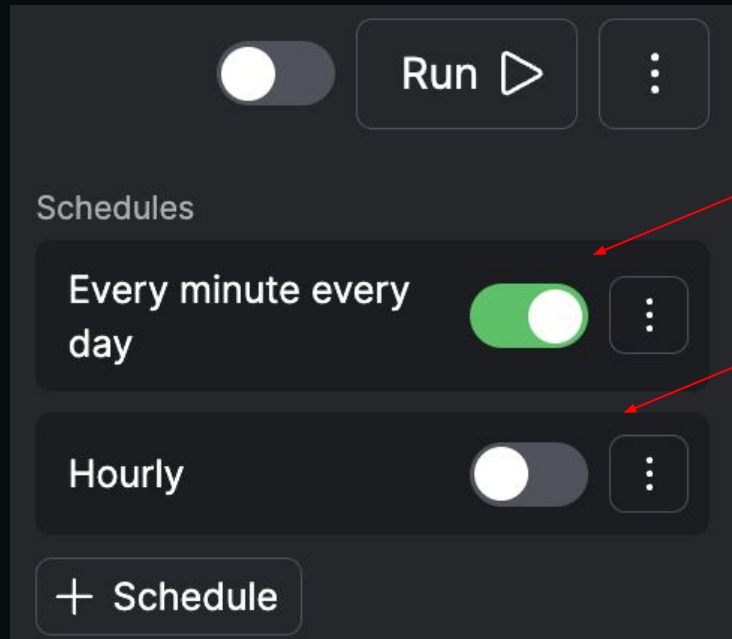 Run
Schedules
Every minute every
day
Hourly
+ Schedule